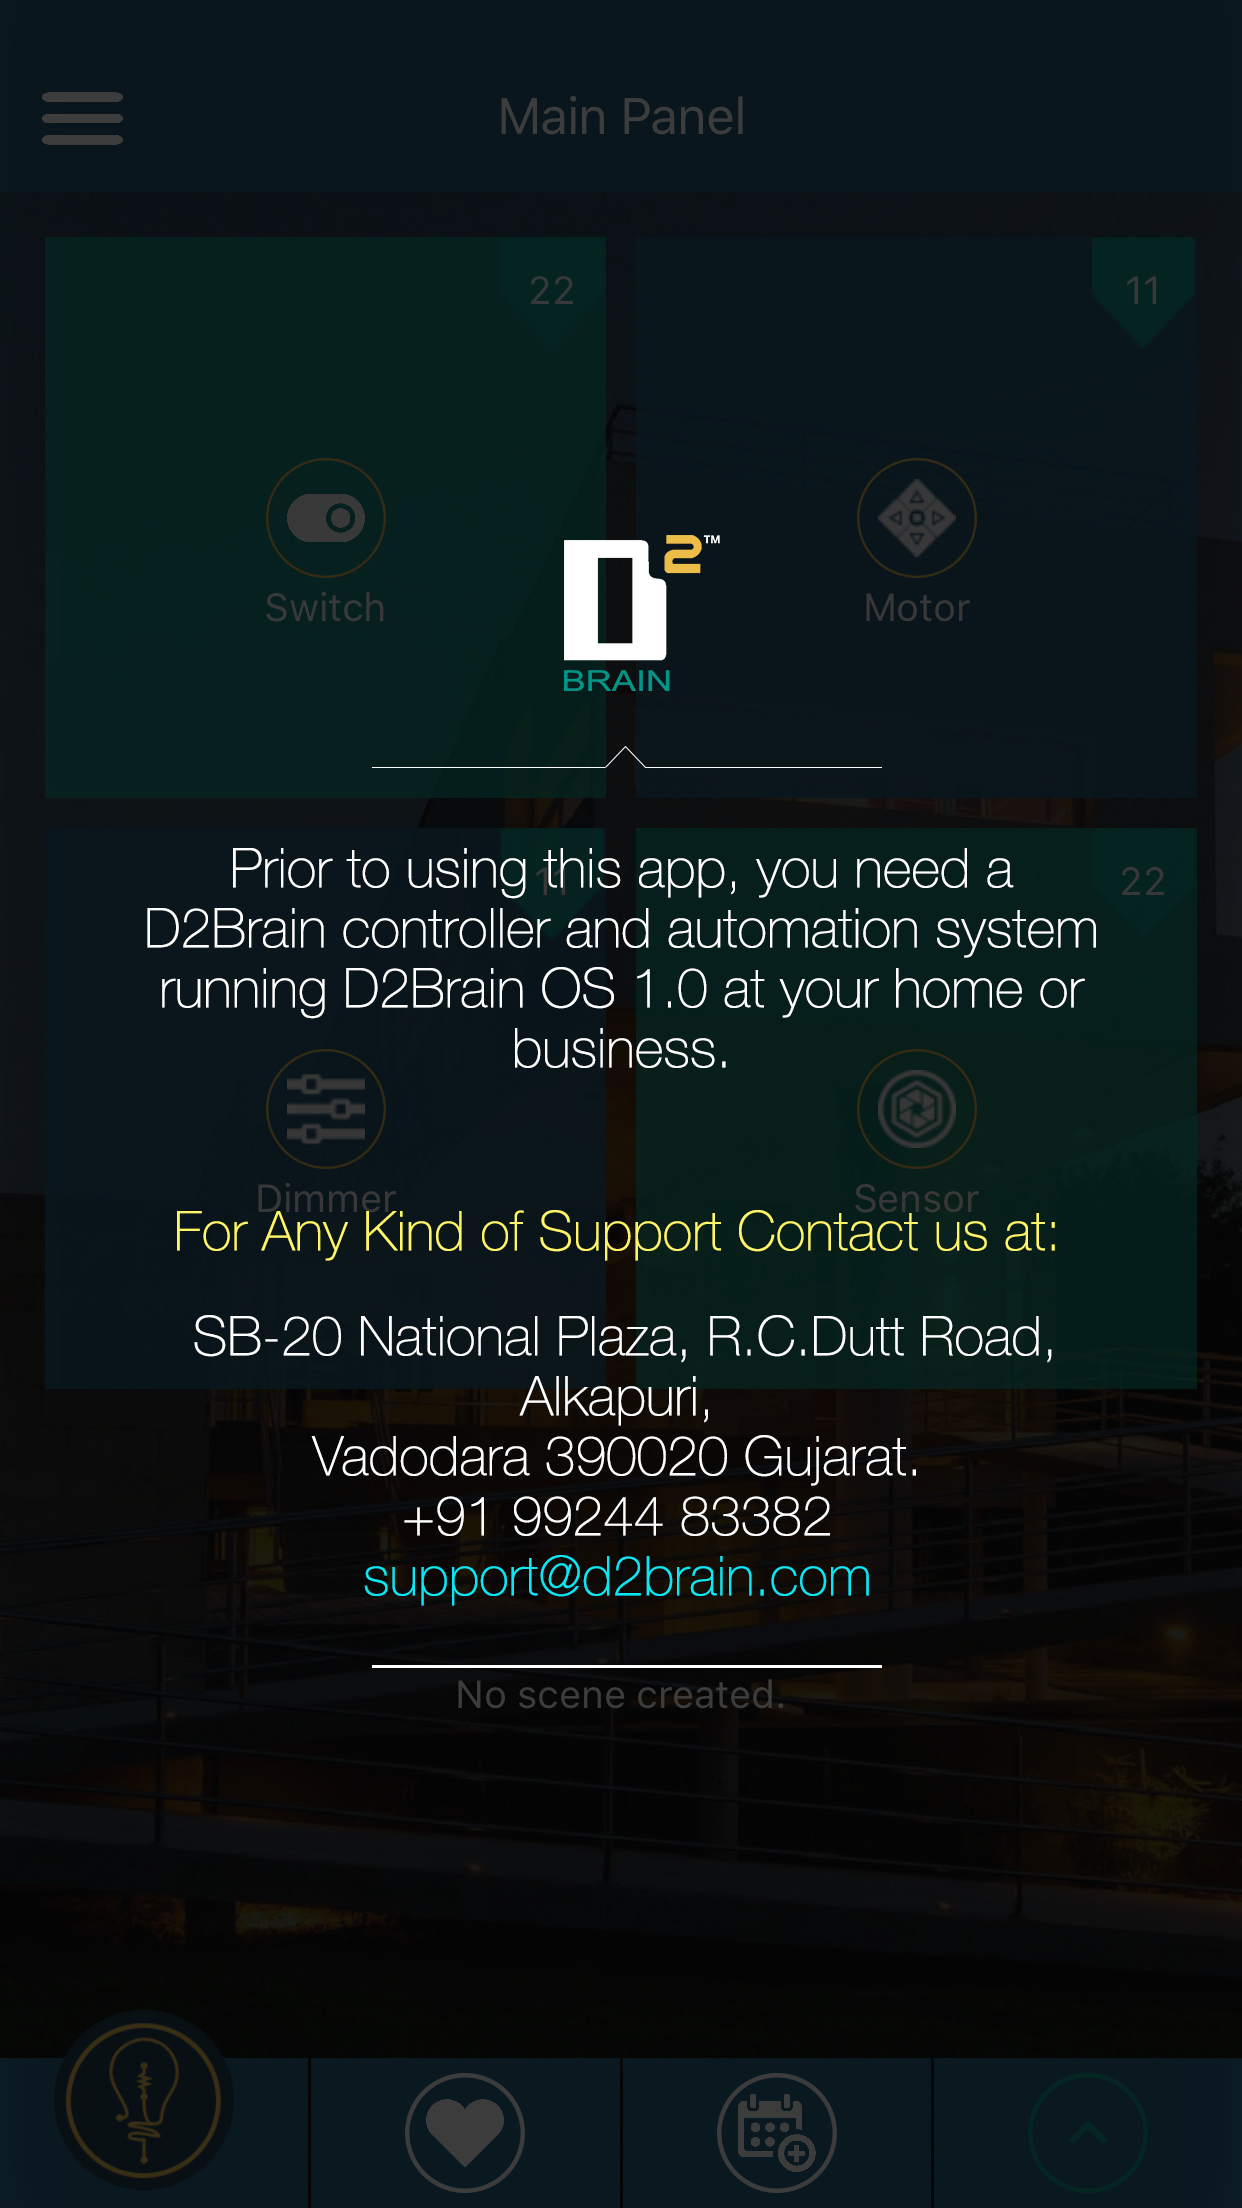 Main Panel
22
11
Switch
Motor
D2™
BRAIN
Prior to using this app, you need a
D2Brain controller and automation system
running D2Brain OS 1.0 at your home or
business.
11
22
Dimmer
Sensor
For Any Kind of Support Contact us at:
SB-20 National Plaza, R.C.Dutt Road,
Alkapuri,
Vadodara 390020 Gujarat.
+91 99244 83382
support@d2brain.com
No scene created.